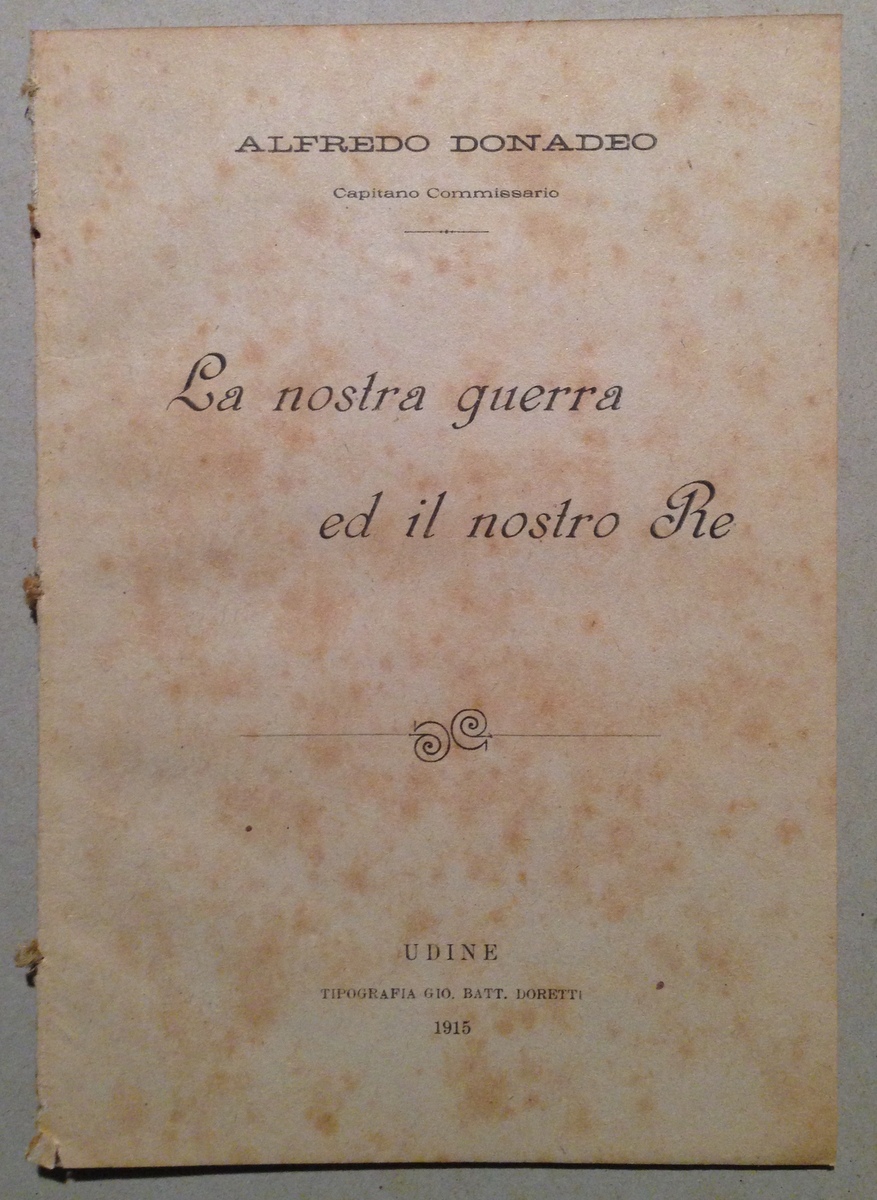 ALFREDO DONADEO
Capitano Commissario
La nostra guerra
ed il nostro Re
UDINE
TIPOGRAFIA GIO. BATT. DORETTI
1915